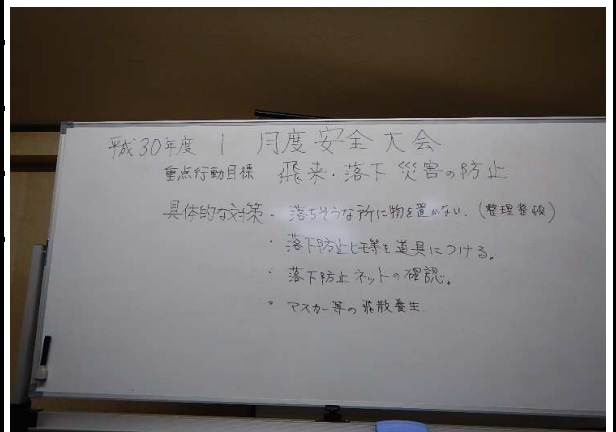 平成30年度 1月度安全大会
重点行動目標 飛来・落下災害の防止
具体的な対策・落ちそうな所に物を置かない。(整理整頓)
・落下防止ヒモ等を道具につける。
・落下防止ネットの確認。
・マスカー等の飛散養生